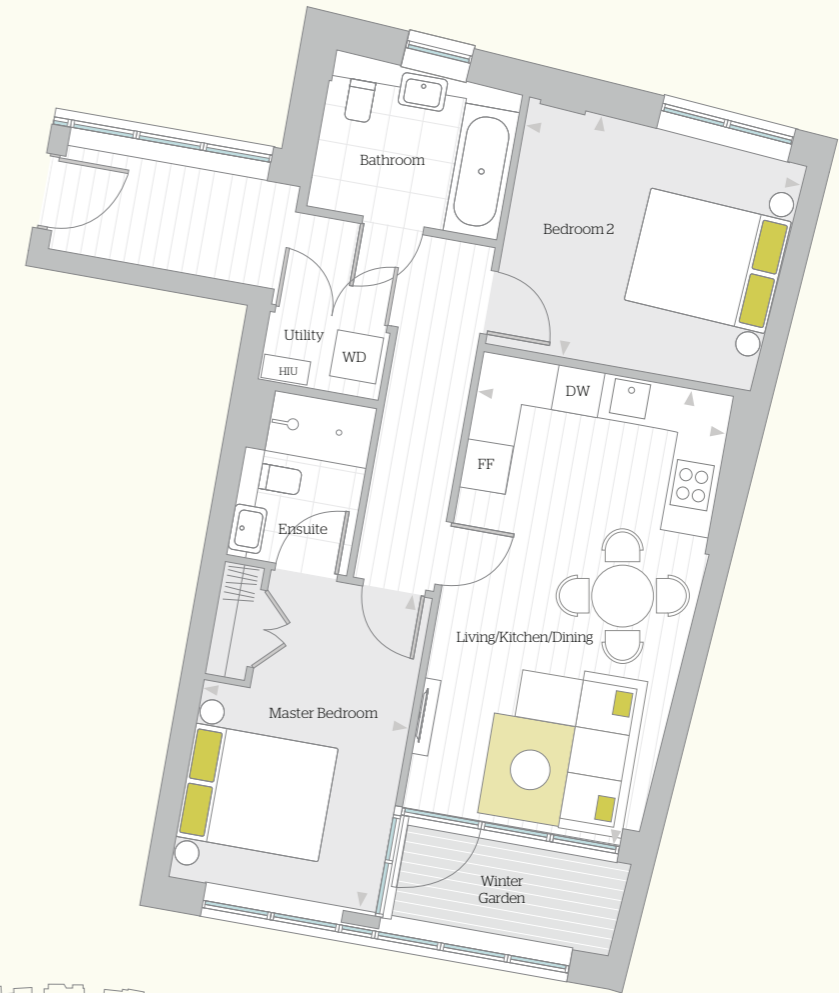 Bathroom
Bedroom 2
Utility
WD
HIU
DW
FF
Ensuite
Living/Kitchen/Dining
Master Bedroom
Winter
Garden